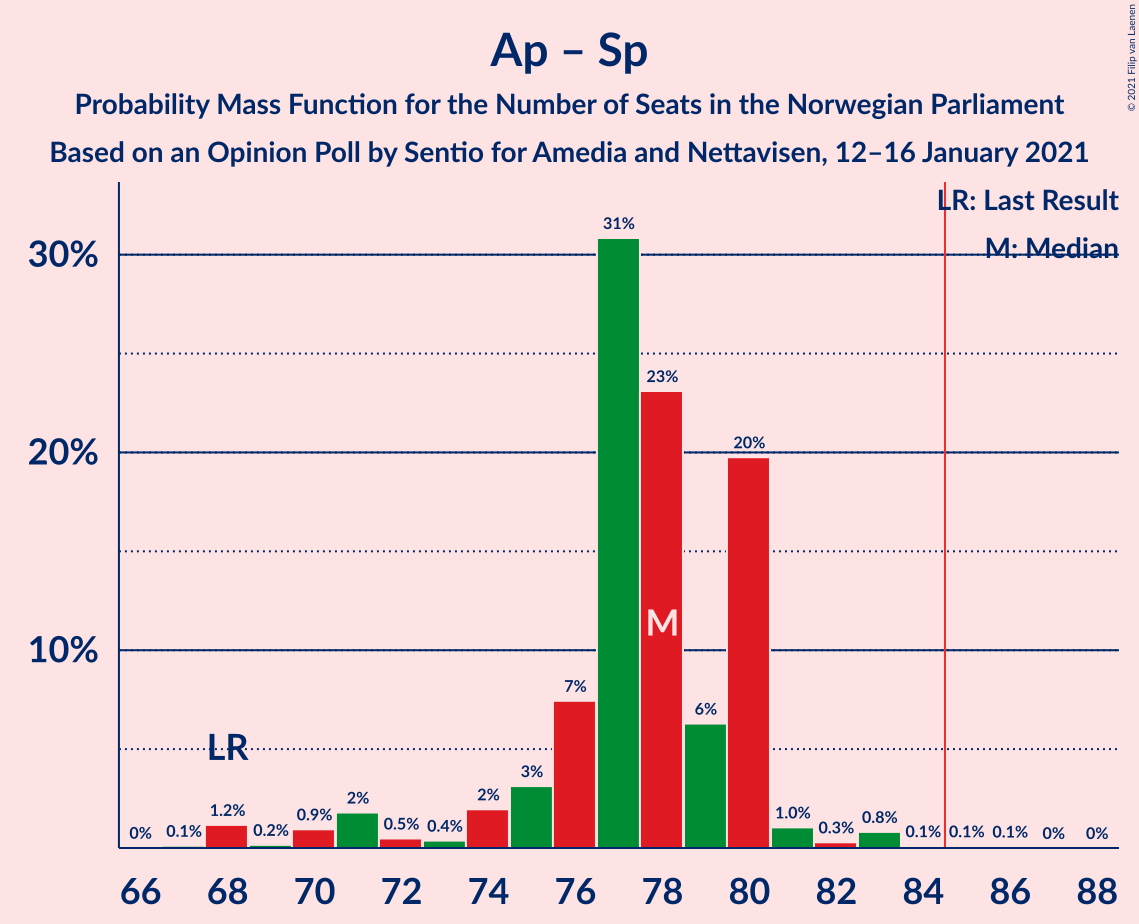 Ap – Sp
Probability Mass Function for the Number of Seats in the Norwegian Parliament
Based on an Opinion Poll by Sentio for Amedia and Nettavisen, 12–16 January 2021
© 2021 Filip van Laenen
LR: Last Result
M: Median
30%
20%
10%
0%
0.1%
1.2%
0.2%
0.9%
2%
0.5%
0.4%
2%
3%
7%
31%
23%
6%
20%
1.0%
0.3%
0.8%
0.1%
0.1%
0.1%
0%
0%
LR
M
66 68 70 72 74 76 78 80 82 84 86 88